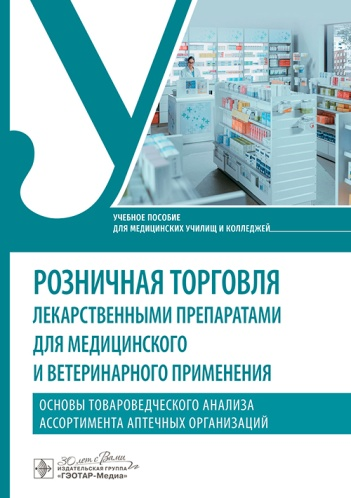 У
УЧЕБНОЕ ПОСОБИЕ
ДЛЯ МЕДИЦИНСКИХ УЧИЛИЩ И КОЛЛЕДЖЕЙ
РОЗНИЧНАЯ ТОРГОВЛЯ
ЛЕКАРСТВЕННЫМИ ПРЕПАРАТАМИ
ДЛЯ МЕДИЦИНСКОГО
И ВЕТЕРИНАРНОГО ПРИМЕНЕНИЯ
ОСНОВЫ ТОВАРОВЕДЧЕСКОГО АНАЛИЗА
АССОРТИМЕНТА АПТЕЧНЫХ ОРГАНИЗАЦИЙ
30 лет с Вами
ИЗДАТЕЛЬСКАЯ ГРУППА
«ГЭОТАР-Медиа»